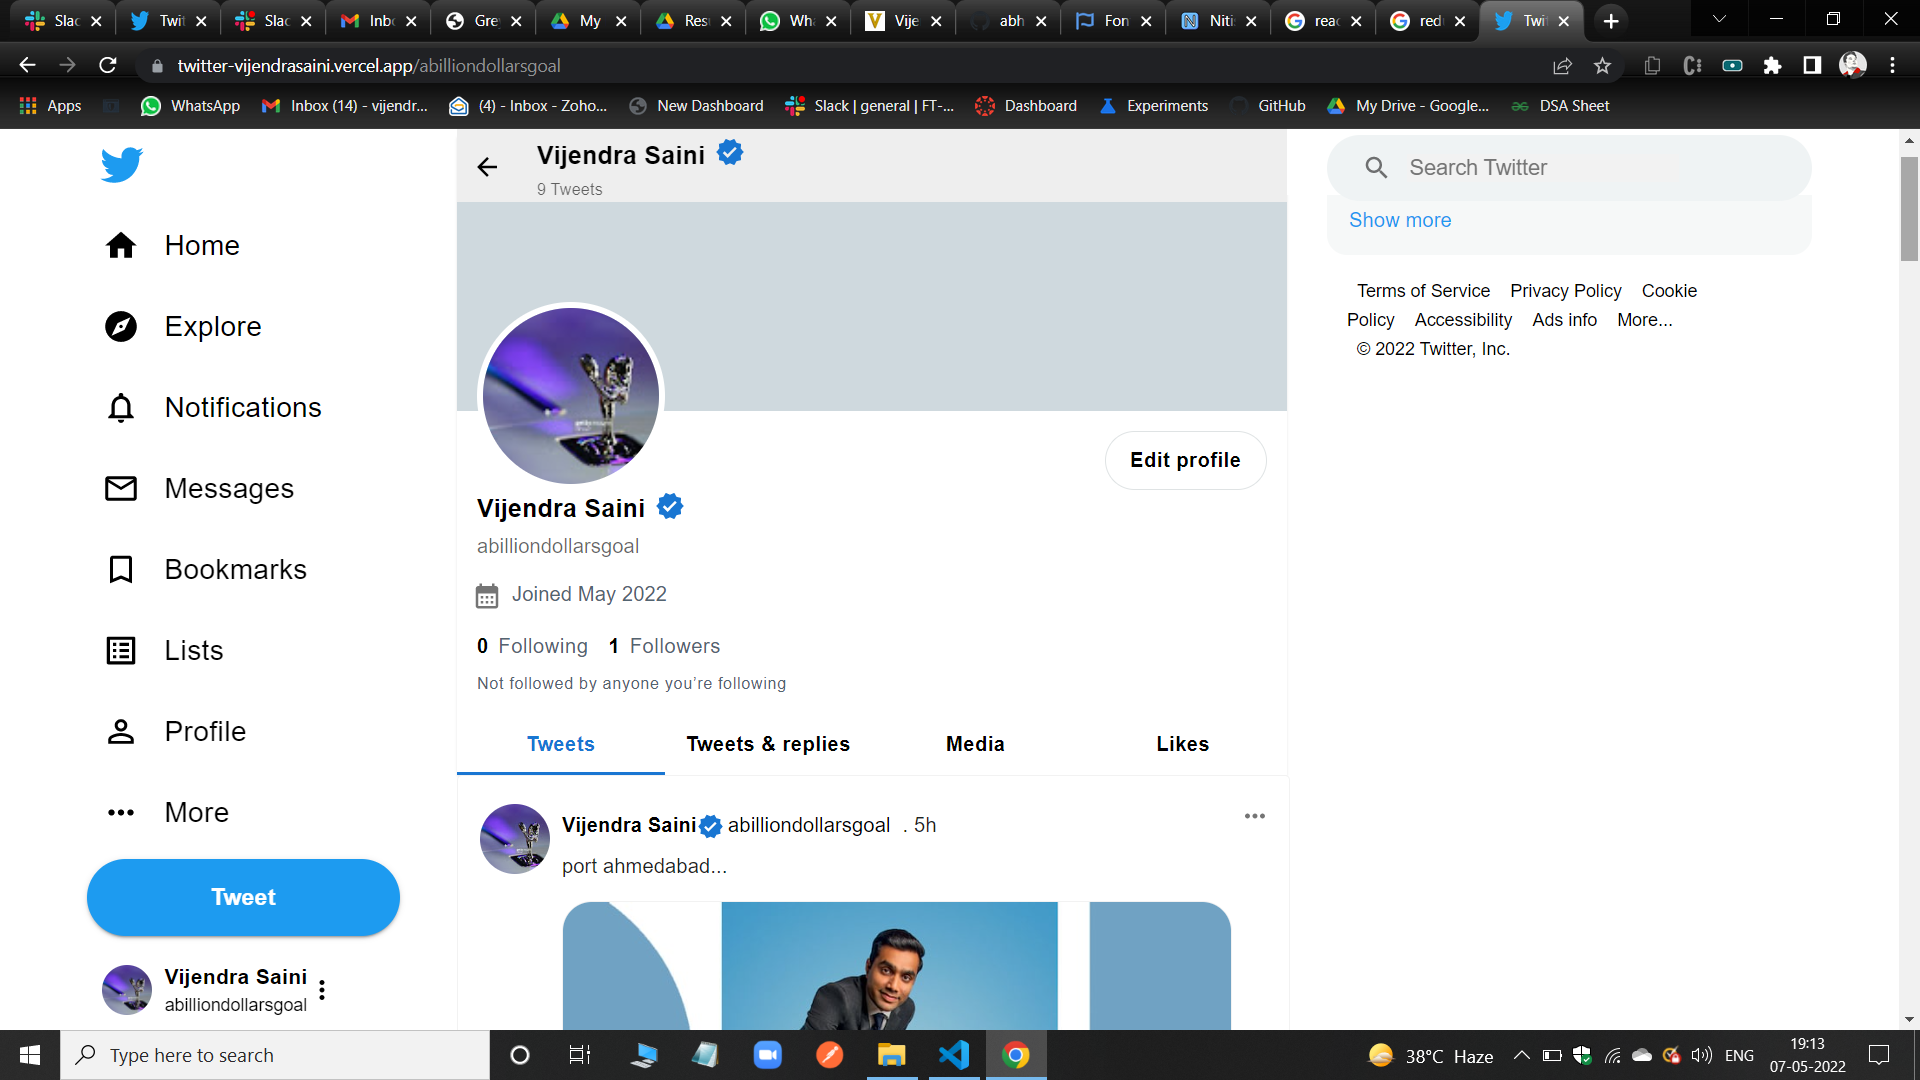 Slac Twit Slac Inbo Gre My Res Wha Vije abh Fon Niti reac red Twit
twitter-vijendrasaini.vercel.app/abilliondollarsgoal
Apps WhatsApp Inbox (14) - vijendr... (4) - Inbox - Zoho... New Dashboard Slack | general | FT-... Dashboard Experiments GitHub My Drive - Google... DSA Sheet
Home
Explore
Notifications
Messages
Bookmarks
Lists
Profile
More
Tweet
Vijendra Saini
abilliondollarsgoal
Vijendra Saini
9 Tweets
Edit profile
Vijendra Saini
abilliondollarsgoal
Joined May 2022
0 Following 1 Followers
Not followed by anyone you’re following
Tweets Tweets & replies Media Likes
Vijendra Saini abilliondollarsgoal . 5h
port ahmedabad...
Search Twitter
Show more
Terms of Service Privacy Policy Cookie
Policy Accessibility Ads info More...
© 2022 Twitter, Inc.
Type here to search
38°C Haze
ENG
19:13
07-05-2022